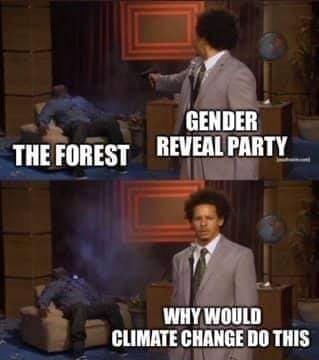 GENDER
THE FOREST REVEAL PARTY
WHY WOULD
CLIMATE CHANGE DO THIS